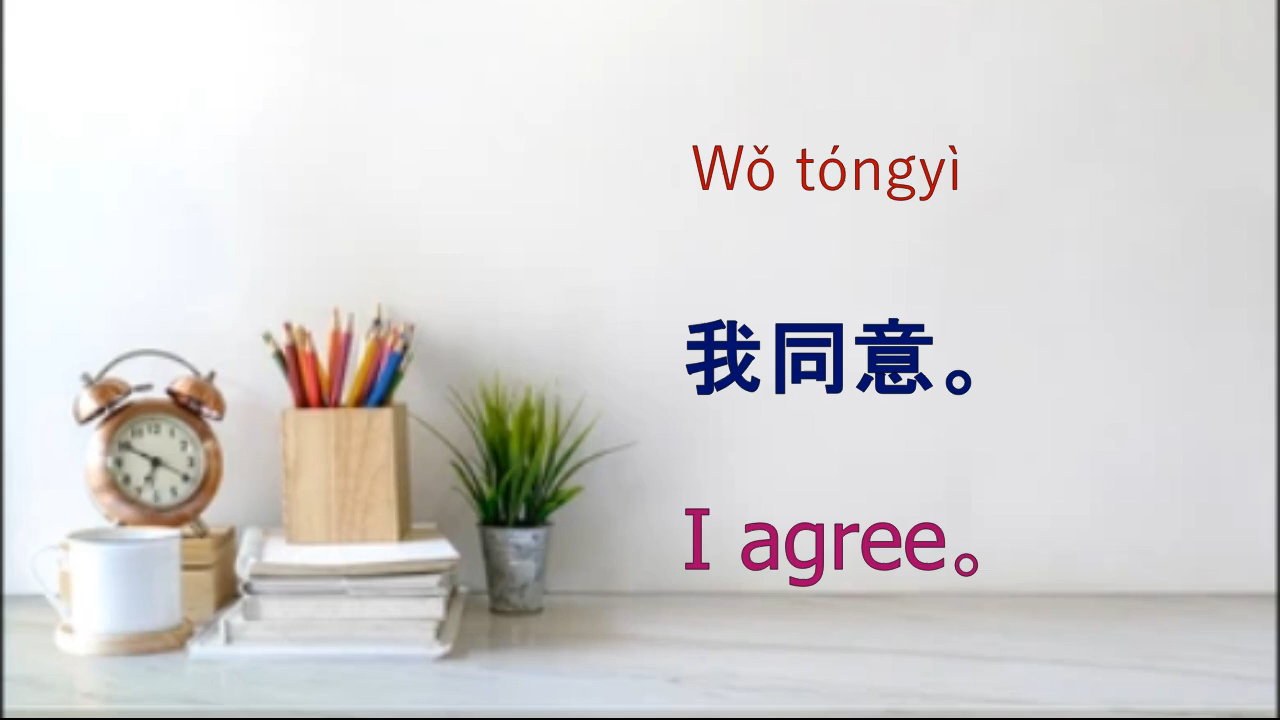 Wǒ tóngyì
我同意。
I agree。